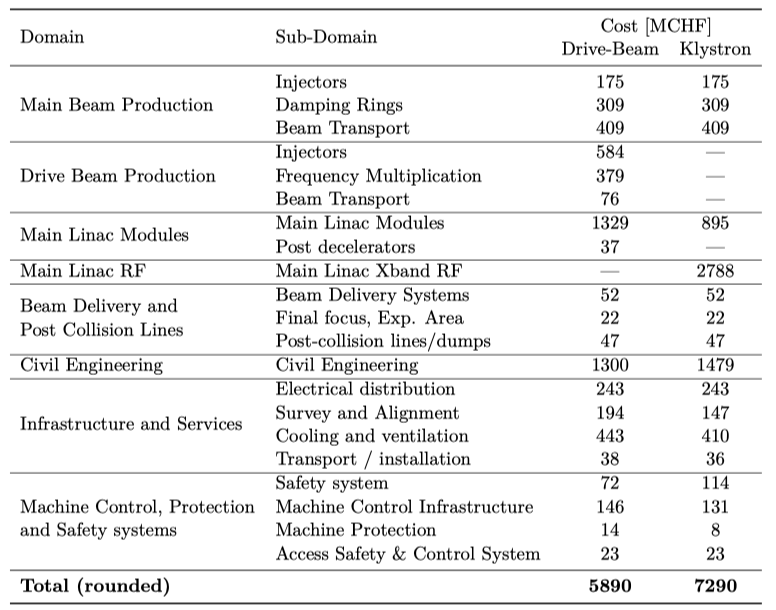 Cost [MCHF]
Domain Sub-Domain Drive-Beam Klystron
Injectors 175 175
Main Beam Production Damping Rings 309 309
Beam Transport 409 409
Injectors 584 —
Drive Beam Production Frequency Multiplication 379 —
Beam Transport 76 —
Main Linac Modules Main Linac Modules 1329 895
Post decelerators 37 —
Main Linac RF Main Linac Xband RF — 2788
Beam Delivery and Beam Delivery Systems 52 52
Post Collision Lines Final focus, Exp. Area 22 22
Post-collision lines/dumps 47 47
Civil Engineering Civil Engineering 1300 1479
Electrical distribution 243 243
Infrastructure and Services Survey and Alignment 194 147
Cooling and ventilation 443 410
Transport / installation 38 36
Safety system 72 114
Machine Control, Protection Machine Control Infrastructure 146 131
and Safety systems Machine Protection 14 8
Access Safety & Control System 23 23
Total (rounded) 5890 7290